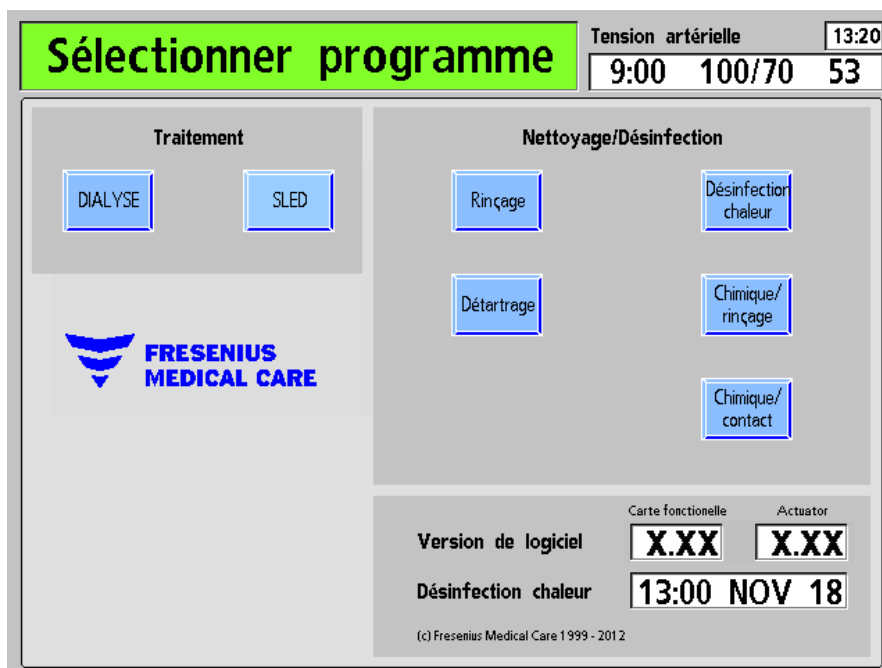 Sélectionner programme
Tension artérielle 13:20
9:00 100/70 53
Traitement
DIALYSE
SLED
FRESENIUS
MEDICAL CARE
Nettoyage/Désinfection
Rinçage
Désinfection
chaleur
Détartrage
Chimique/
rinçage
Chimique/
contact
Carte fonctionelle Actuator
Version de logiciel X.XX X.XX
Désinfection chaleur 13:00 NOV 18
(c) Fresenius Medical Care 1999 - 2012